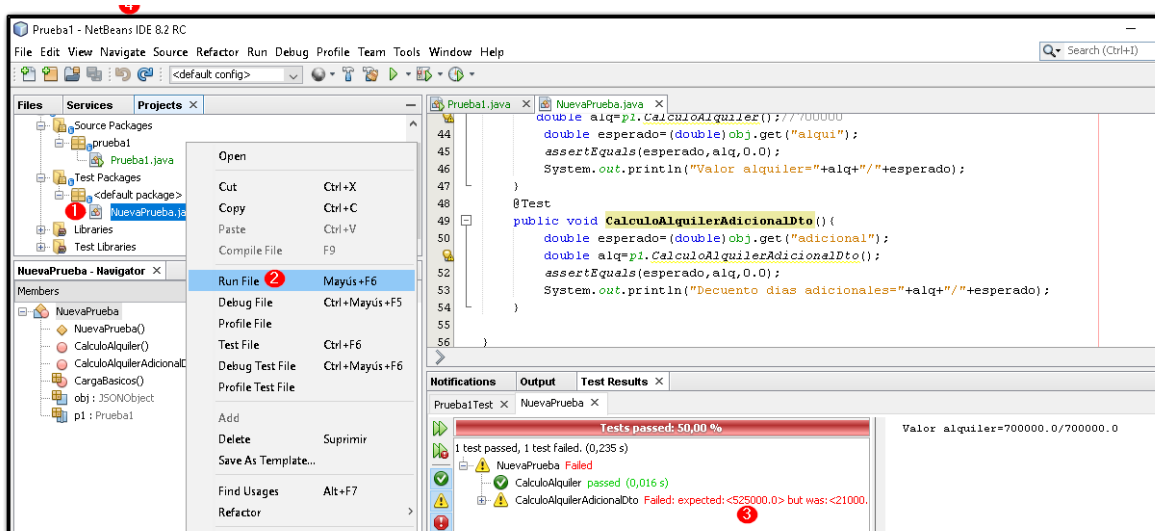 4
Prueba1 - NetBeans IDE 8.2 RC
File Edit View Navigate Source Refactor Run Debug Profile Team Tools Window Help
Search (Ctrl+I)
<default config>
Files Services Projects
Source Packages
prueba1
Prueba1.java
Test Packages
<default package>
1 NuevaPrueba.ja
Libraries
Test Libraries
NuevaPrueba - Navigator
Members
NuevaPrueba
NuevaPrueba()
CalculoAlquiler()
CalculoAlquilerAdicionalD
CargaBasicos()
obj : JSONObject
p1 : Prueba1
Open
Cut Ctrl+X
Copy Ctrl+C
Paste Ctrl+V
Compile File F9
Run File 2 Mayús+F6
Debug File Ctrl+Mayús+F5
Profile File
Test File Ctrl+F6
Debug Test File Ctrl+Mayús+F6
Profile Test File
Add
Delete Suprimir
Save As Template...
Find Usages Alt+F7
Refactor
Prueba1.java NuevaPrueba.java
double alq=p1.CalculoAlquiler();//700000
44 double esperado=(double)obj.get("alqui");
45 assertEquals(esperado,alq,0.0);
46 System.out.println("Valor alquiler="+alq+"/"+esperado);
47 }
48 @Test
49 public void CalculoAlquilerAdicionalDto(){
50 double esperado=(double)obj.get("adicional");
double alq=p1.CalculoAlquilerAdicionalDto();
52 assertEquals(esperado,alq,0.0);
53 System.out.println("Decuento dias adicionales="+alq+"/"+esperado);
54 }
55
56 }
Notifications Output Test Results
Prueba1Test NuevaPrueba
Tests passed: 50,00 %
1 test passed, 1 test failed. (0,235 s)
NuevaPrueba Failed
CalculoAlquiler passed (0,016 s)
CalculoAlquilerAdicionalDto Failed: expected:<525000.0> but was:<21000.
3
Valor alquiler=700000.0/700000.0